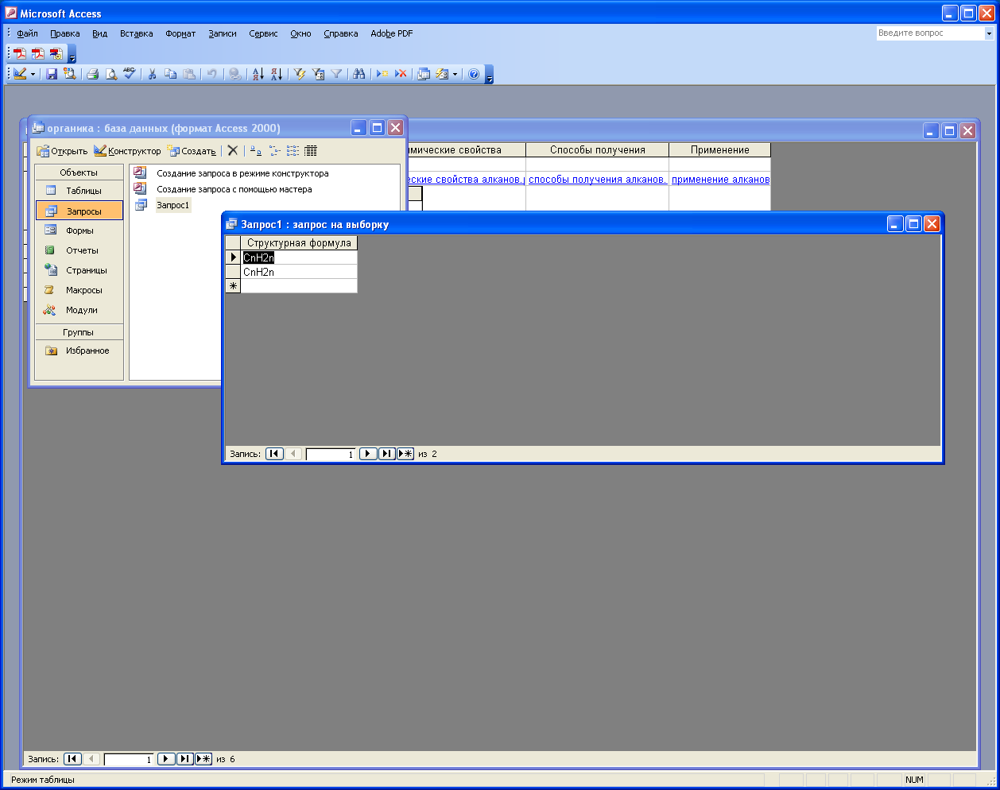 Microsoft Access
Файл Правка Вид Вставка Формат Записи Сервис Окно Справка Adobe PDF
Введите вопрос
органика : база данных (формат Access 2000)
Открыть Конструктор Создать
Объекты
Таблицы
Запросы
Формы
Отчеты
Страницы
Макросы
Модули
Группы
Избранное
Создание запроса в режиме конструктора
Создание запроса с помощью мастера
Запрос1
свойства Способы получения Применение
свойства алканов. способы получения алканов. применение алканов
Запрос1 : запрос на выборку
Структурная формула
CnH2n
CnH2n
Запись: 1 из 2
Запись: 1 из 6
Режим таблицы
NUM